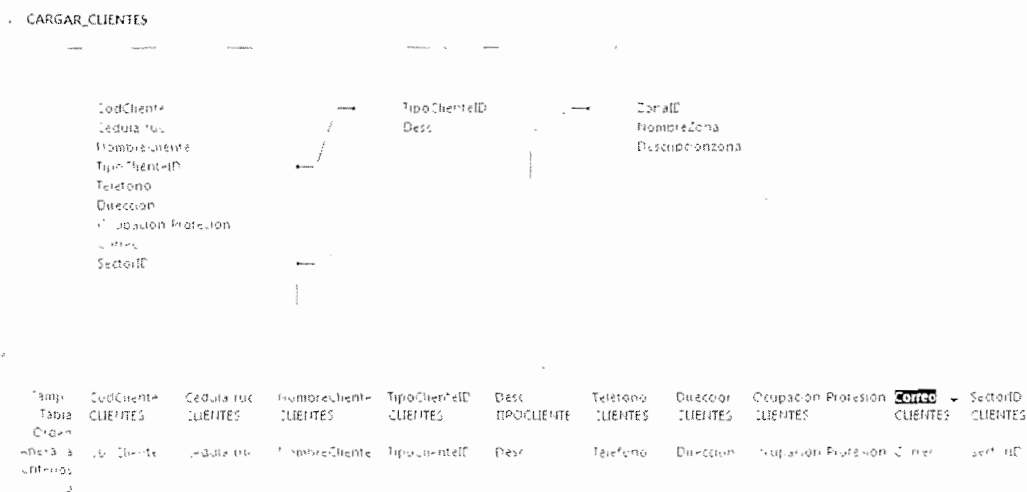 CARGAR_CLIENTES
CodCliente TipoClienteID ZonaID
Cedula ruc Desc NombreZona
NombreCliente Descripcionzona
TipoClienteID
Telefono
Direccion
Ocupacion Profesion
Correo
SectorID
Campo CodCliente Cedula ruc NombreCliente TipoClienteID Desc Telefono Direccion Ocupacion Profesion Correo SectorID
Tabla CLIENTES CLIENTES CLIENTES CLIENTES TIPOCLIENTE CLIENTES CLIENTES CLIENTES CLIENTES CLIENTES
Orden
CodCliente Cedula ruc NombreCliente TipoClienteID Desc Telefono Direccion Ocupacion Profesion Correo SectorID
Criterios